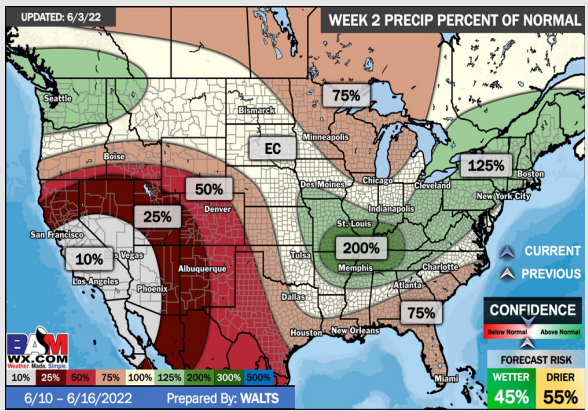 UPDATED: 6/3/22
WEEK 2 PRECIP PERCENT OF NORMAL
Seattle
75%
Bismarck
Minneapolis
EC
125%
Boise
Boston
Chicago
Cleveland
Des Moines
New York City
50%
Denver
Indianapolis
25%
St. Louis
San Francisco
200%
CURRENT
10%
s Vegas
Tulsa
Memphis
Charlotte
PREVIOUS
Albuquerque
Los Angeles
Atlanta
Phoenix
Dallas
75%
CONFIDENCE
Below Normal
Above Normal
Houston
New Orleans
BAM
WX.COM
Weather. Made. Simple.
FORECAST RISK
Miami
WETTER
DRIER
10% 25% 50% 75% 100% 125% 200% 300% 500%
45%
55%
6/10 – 6/16/2022
Prepared By: WALTS